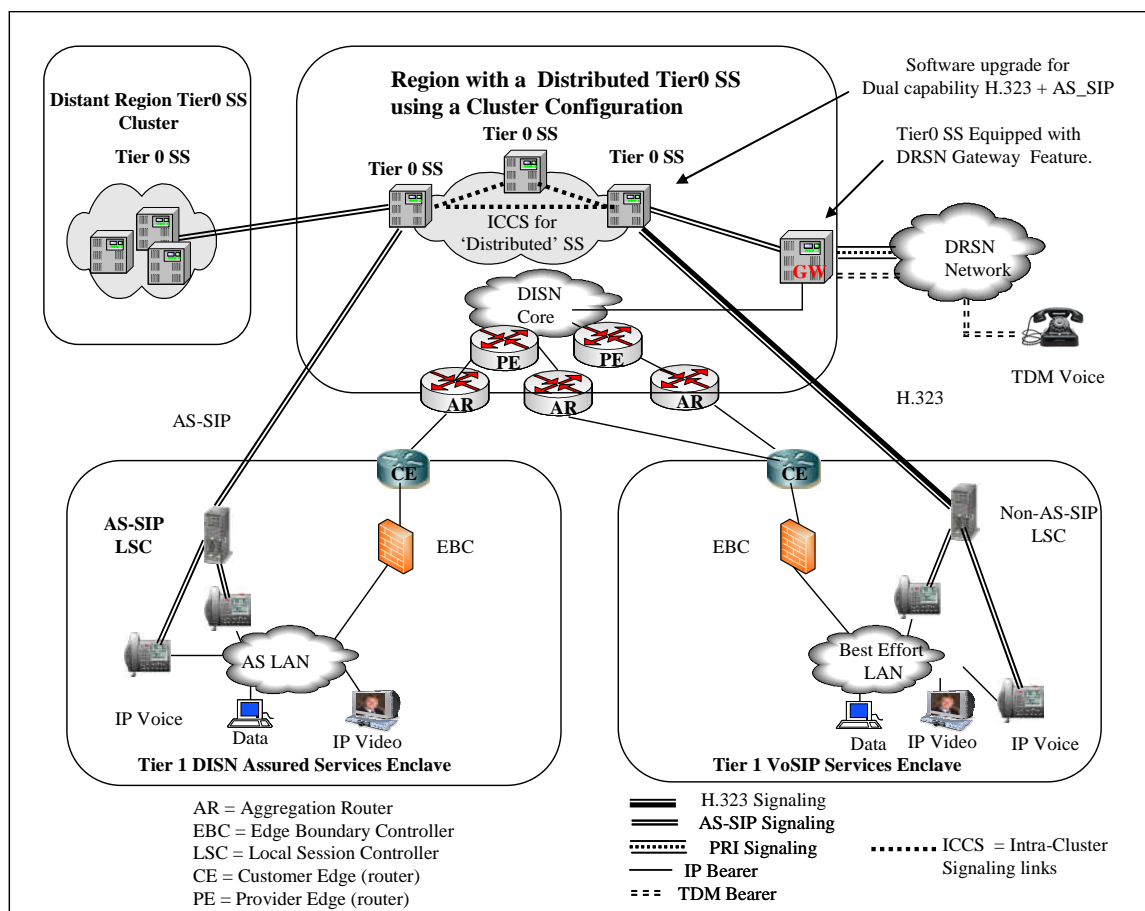 Distant Region Tier0 SS
Cluster
Tier 0 SS
Region with a Distributed Tier0 SS
using a Cluster Configuration
Tier 0 SS
Tier 0 SS
Tier 0 SS
ICCS for
'Distributed' SS
Software upgrade for
Dual capability H.323 + AS_SIP
Tier0 SS Equipped with
DRSN Gateway Feature.
GW
DRSN
Network
TDM Voice
DISN
Core
PE
PE
AR
AR
AR
AS-SIP
H.323
CE
CE
AS-SIP
LSC
EBC
AS LAN
IP Voice
Data
IP Video
Tier 1 DISN Assured Services Enclave
EBC
Non-AS-SIP
LSC
Best Effort
LAN
Data
IP Video
IP Voice
Tier 1 VoSIP Services Enclave
AR = Aggregation Router
EBC = Edge Boundary Controller
LSC = Local Session Controller
CE = Customer Edge (router)
PE = Provider Edge (router)
H.323 Signaling
AS-SIP Signaling
PRI Signaling
IP Bearer
TDM Bearer
ICCS = Intra-Cluster
Signaling links